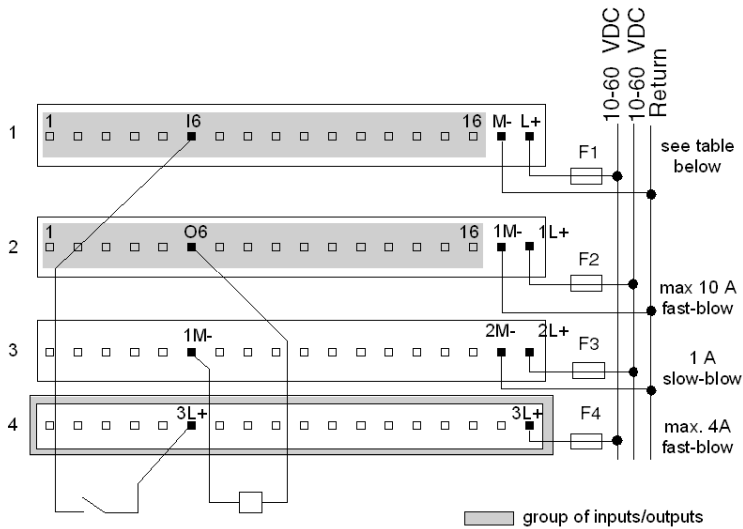 10-60 VDC
10-60 VDC
Return
1
1
I6
16
M-
L+
F1
see table
below
2
1
O6
16
1M-
1L+
F2
max 10 A
fast-blow
3
1M-
2M-
2L+
F3
1 A
slow-blow
4
3L+
3L+
F4
max. 4A
fast-blow
group of inputs/outputs